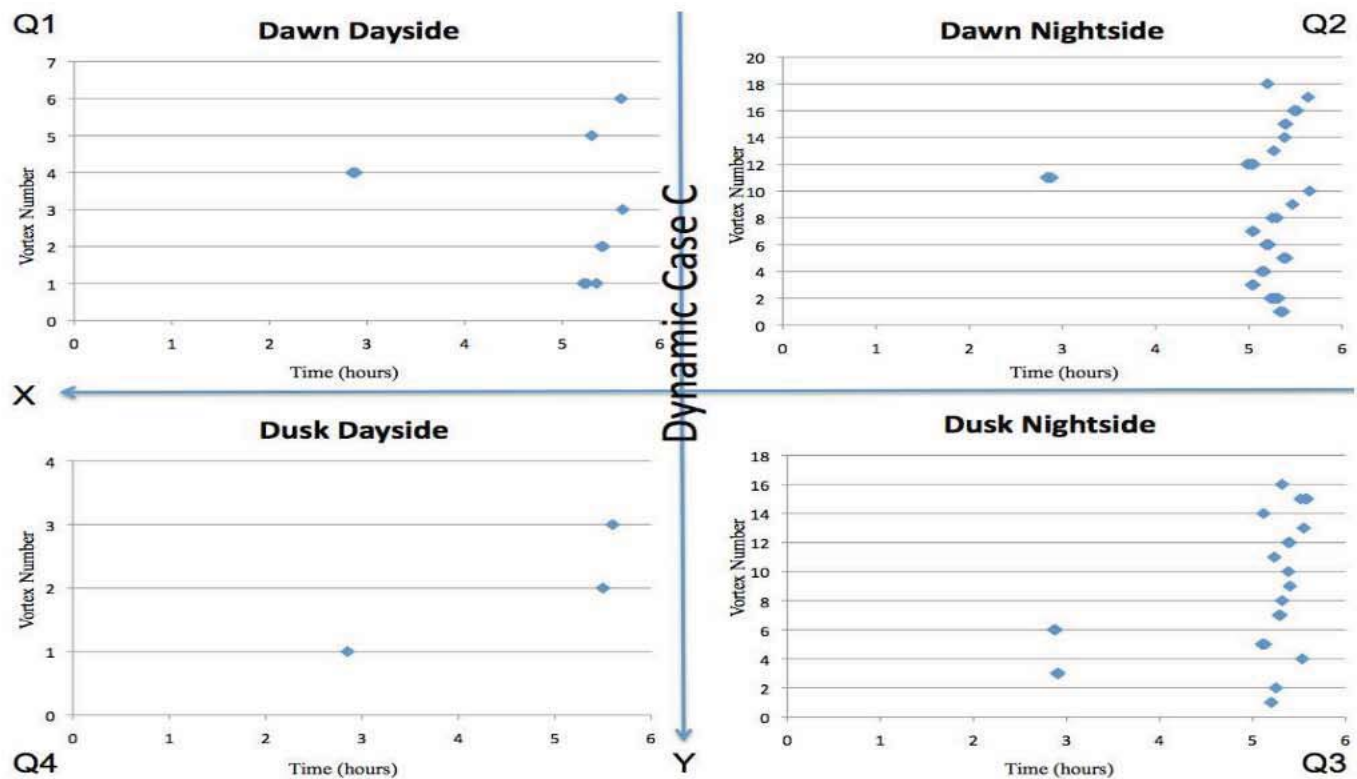 Q1
Dawn Dayside
Vortex Number
7
6
5
4
3
2
1
0
0 1 2 3 4 5 6
Time (hours)
Dawn Nightside
Q2
Vortex Number
20
18
16
14
12
10
8
6
4
2
0
0 1 2 3 4 5 6
Time (hours)
Dynamic Case C
X
Dusk Dayside
Vortex Number
4
3
2
1
0
0 1 2 3 4 5 6
Time (hours)
Q4
Y
Dusk Nightside
Vortex Number
18
16
14
12
10
8
6
4
2
0
0 1 2 3 4 5 6
Time (hours)
Q3